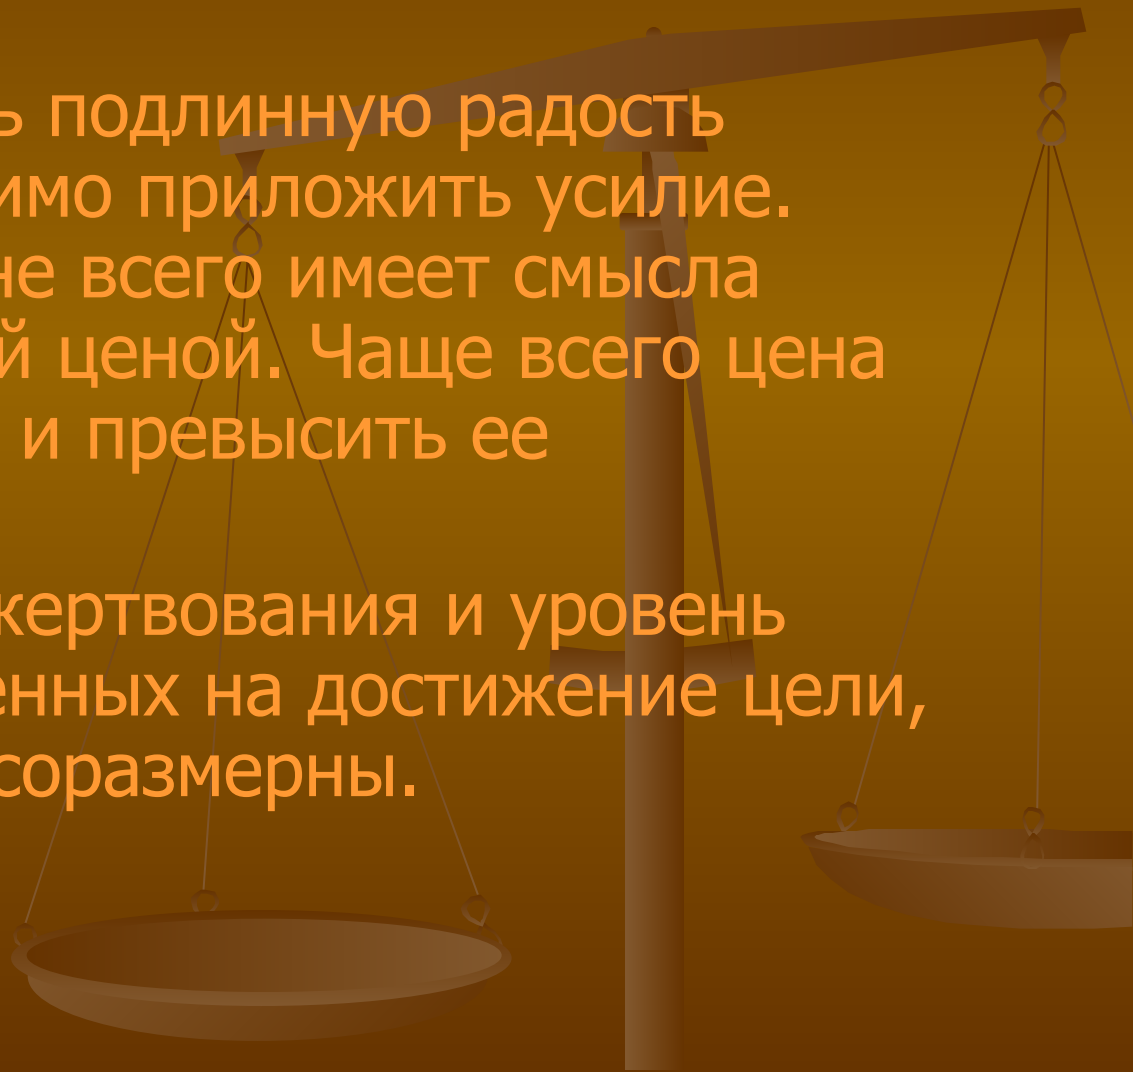 ь подлинную радость
имо приложить усилие.
не всего имеет смысла
й ценой. Чаще всего цена
и превысить ее
жертвования и уровень
енных на достижение цели,
соразмерны.